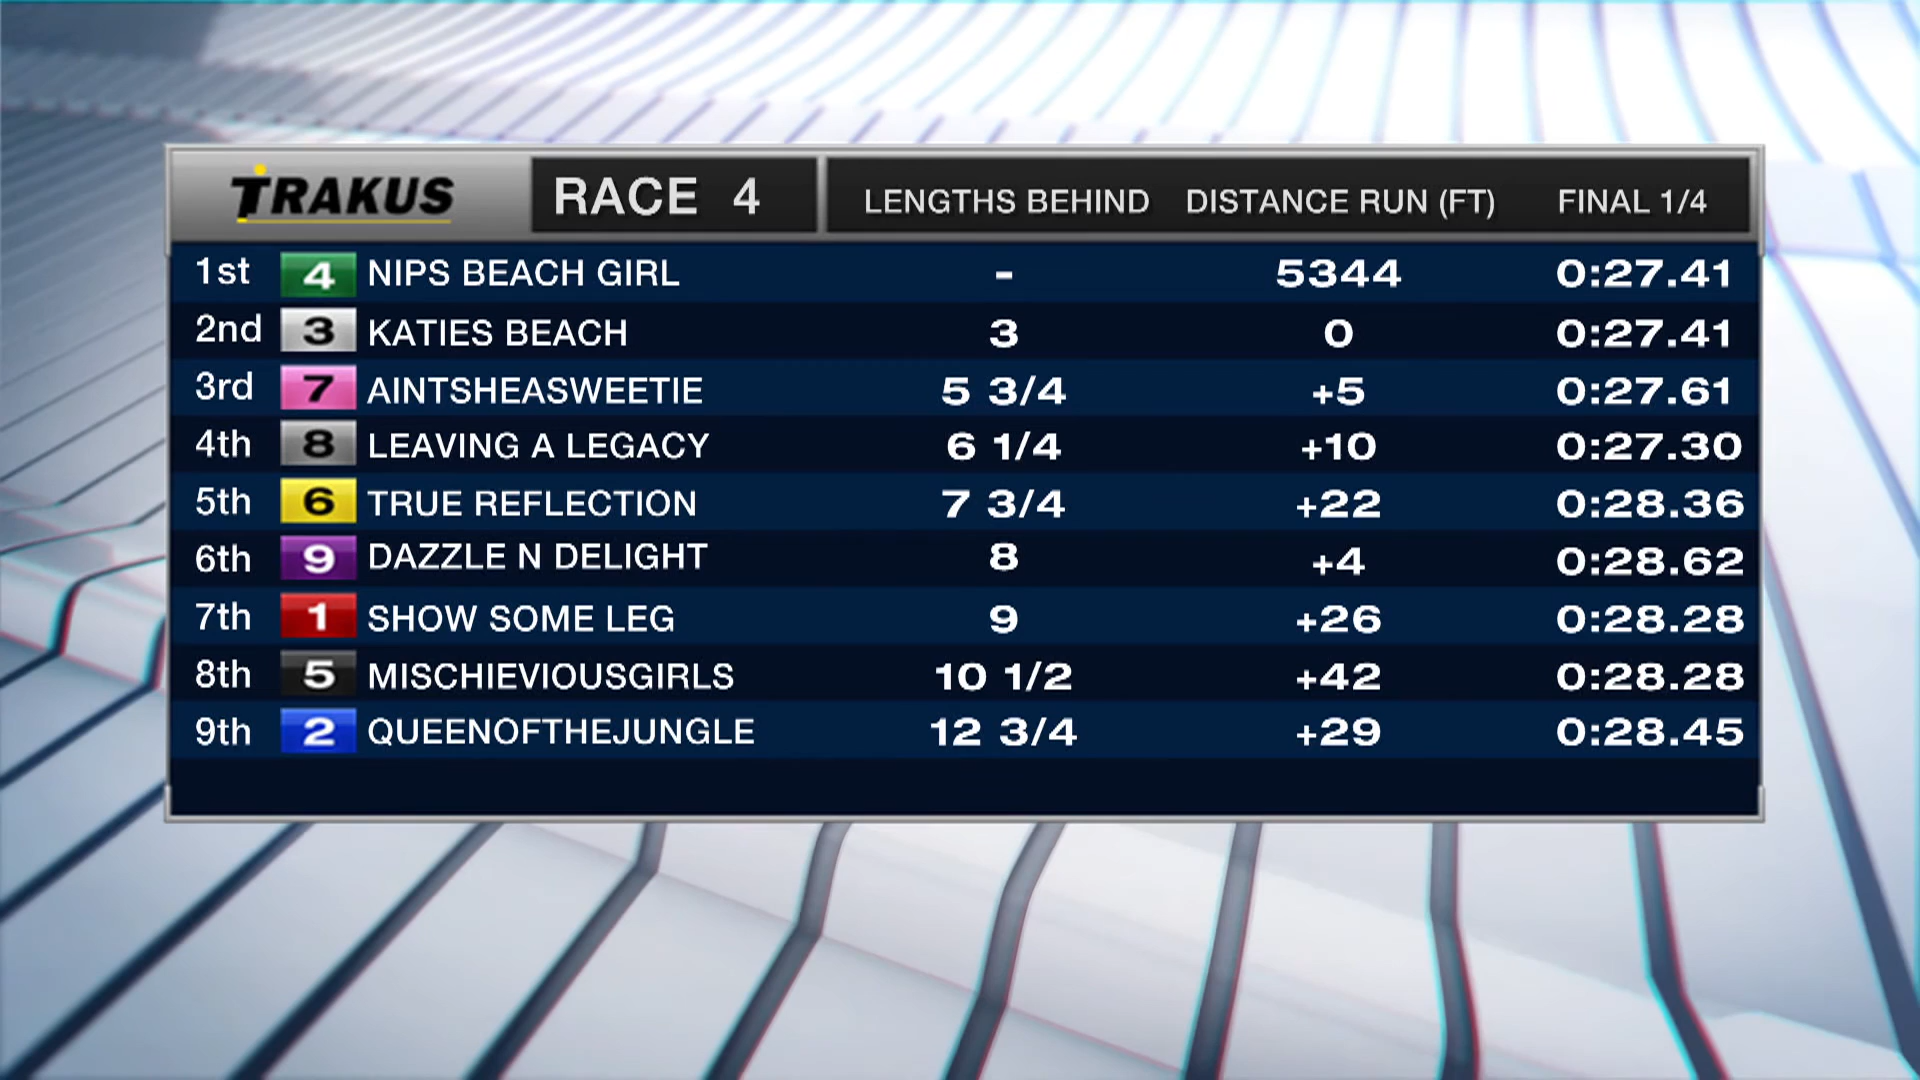 TRAKUS RACE 4 LENGTHS BEHIND DISTANCE RUN (FT) FINAL 1/4
1st 4 NIPS BEACH GIRL - 5344 0:27.41
2nd 3 KATIES BEACH 3 0 0:27.41
3rd 7 AINTSHEASWEETIE 5 3/4 +5 0:27.61
4th 8 LEAVING A LEGACY 6 1/4 +10 0:27.30
5th 6 TRUE REFLECTION 7 3/4 +22 0:28.36
6th 9 DAZZLE N DELIGHT 8 +4 0:28.62
7th 1 SHOW SOME LEG 9 +26 0:28.28
8th 5 MISCHIEVIOUSGIRLS 10 1/2 +42 0:28.28
9th 2 QUEENOFTHEJUNGLE 12 3/4 +29 0:28.45